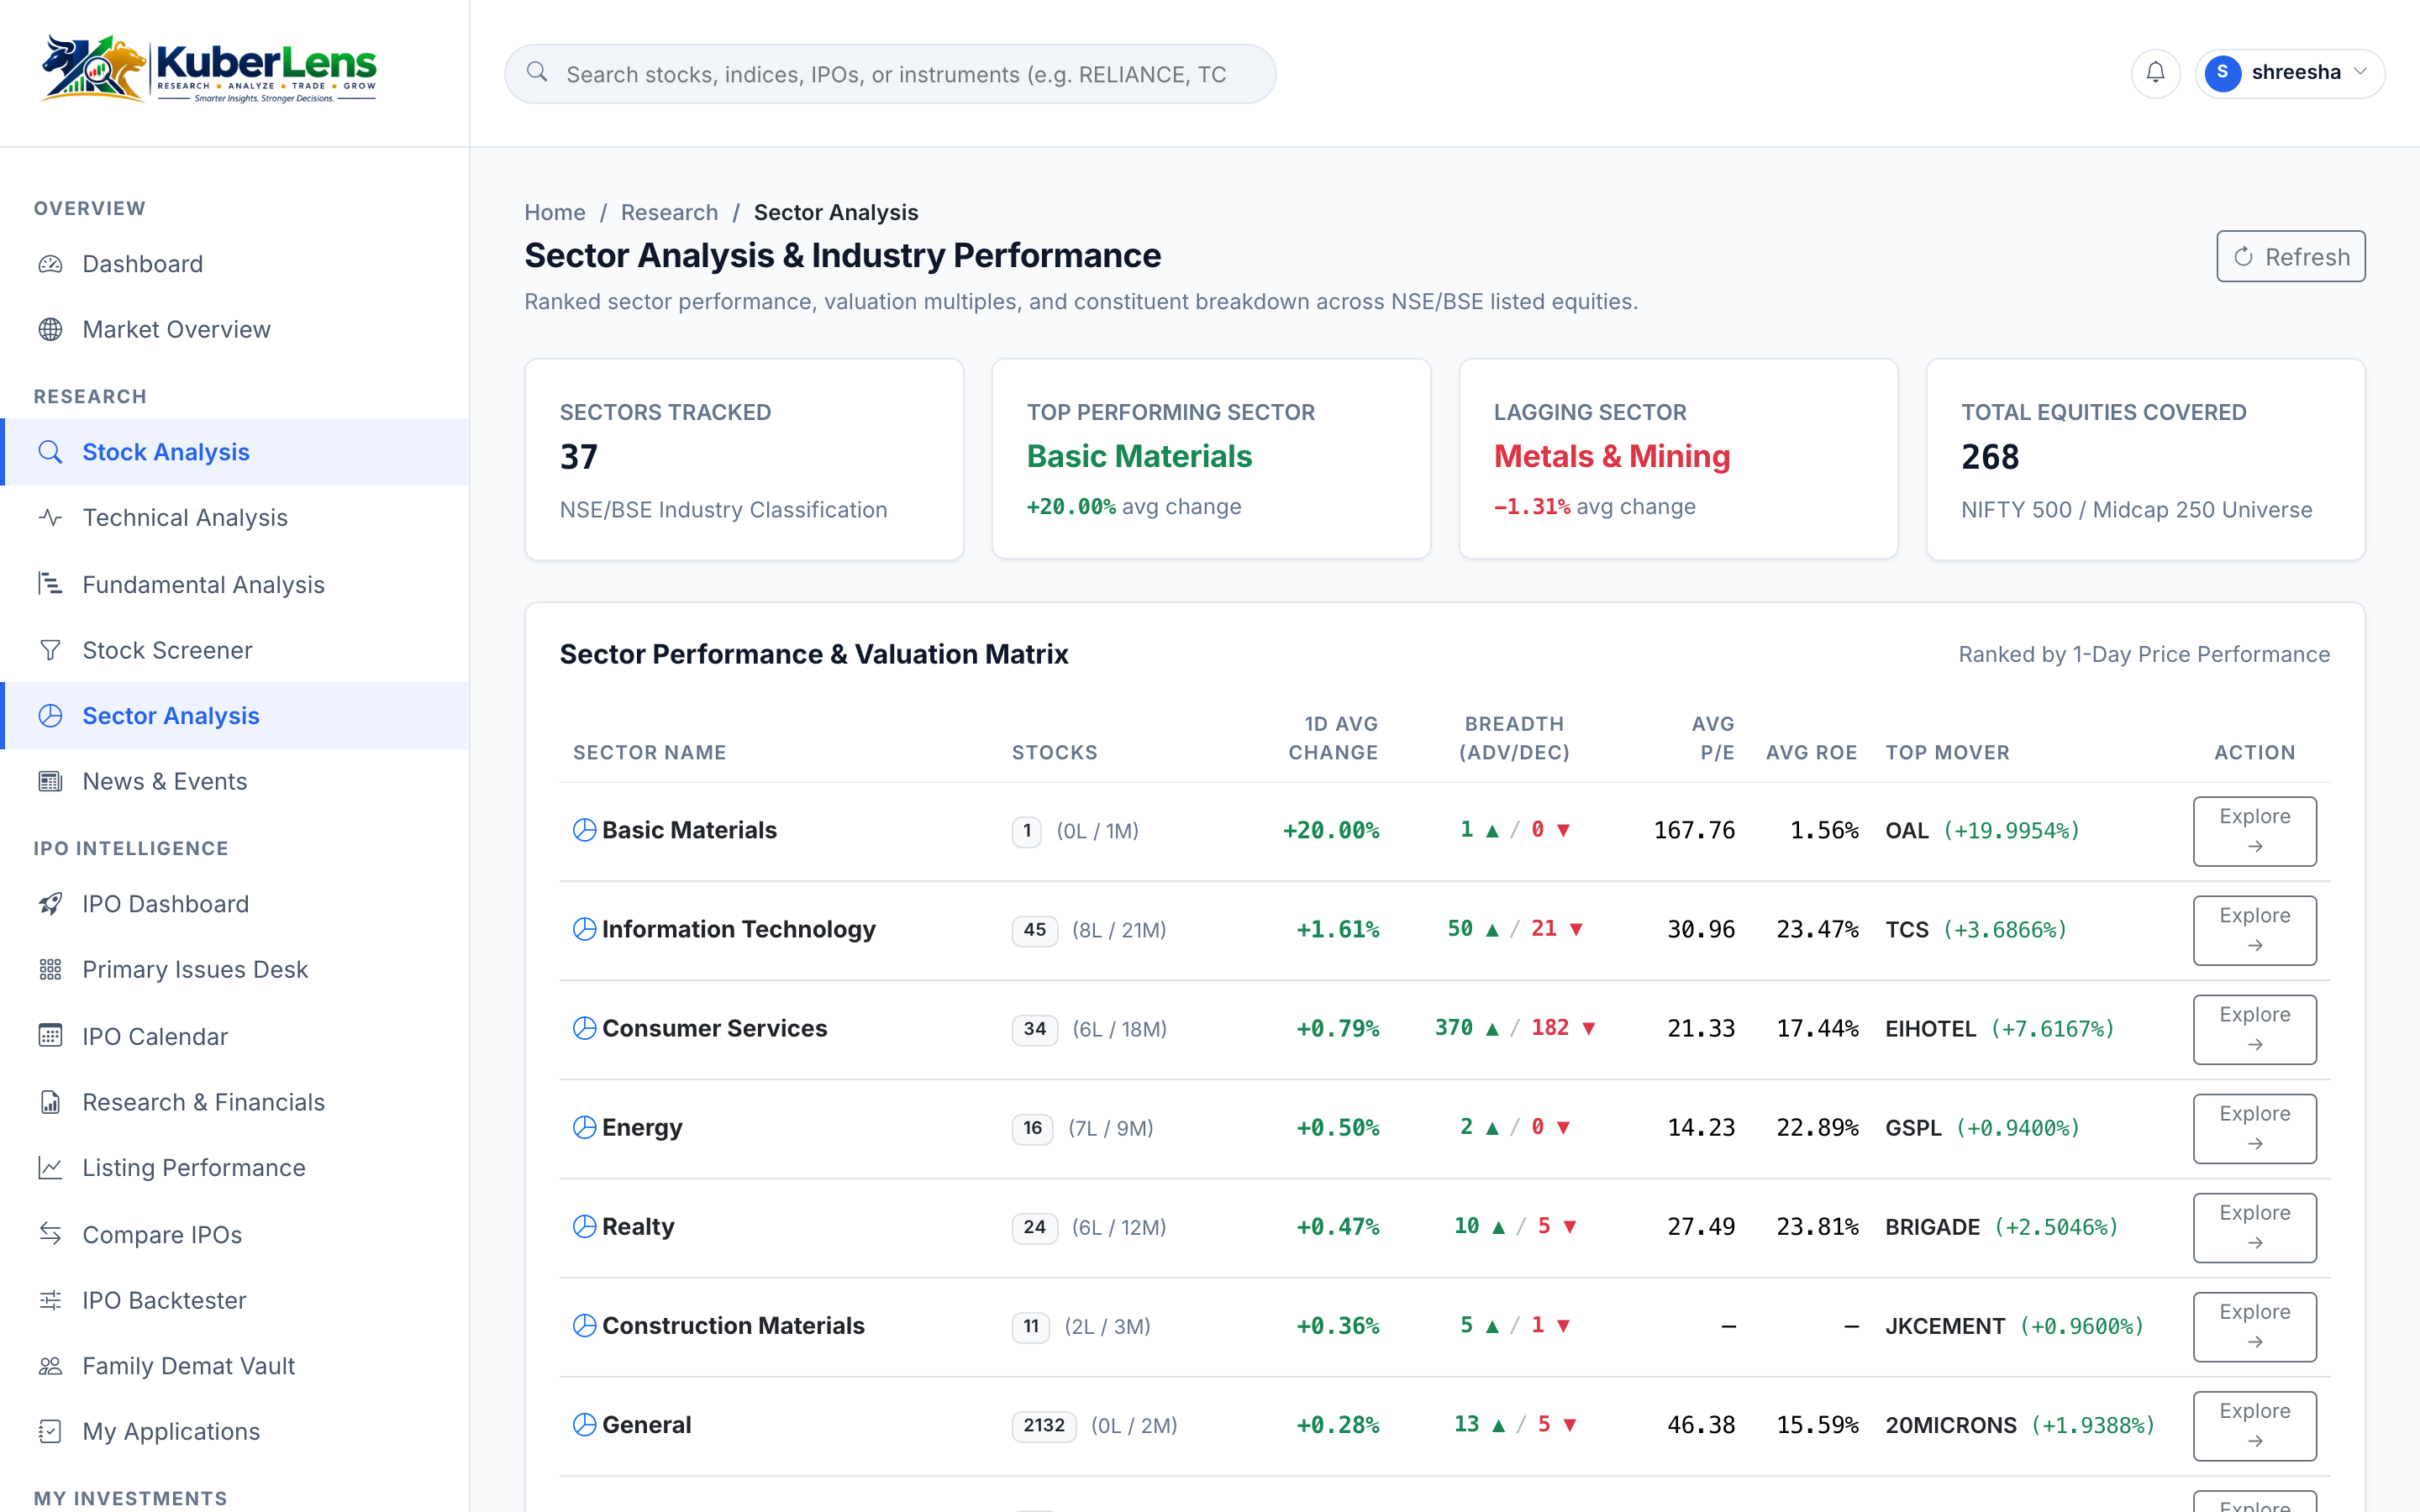 KuberLens
RESEARCH • ANALYZE • TRADE • GROW
Smarter Insights. Stronger Decisions.
Search stocks, indices, IPOs, or instruments (e.g. RELIANCE, TC
S
shreesha
OVERVIEW
Dashboard
Market Overview
RESEARCH
Stock Analysis
Technical Analysis
Fundamental Analysis
Stock Screener
Sector Analysis
News & Events
IPO INTELLIGENCE
IPO Dashboard
Primary Issues Desk
IPO Calendar
Research & Financials
Listing Performance
Compare IPOs
IPO Backtester
Family Demat Vault
My Applications
MY INVESTMENTS
Home / Research / Sector Analysis
Sector Analysis & Industry Performance
Ranked sector performance, valuation multiples, and constituent breakdown across NSE/BSE listed equities.
Refresh
SECTORS TRACKED
37
NSE/BSE Industry Classification
TOP PERFORMING SECTOR
Basic Materials
+20.00% avg change
LAGGING SECTOR
Metals & Mining
−1.31% avg change
TOTAL EQUITIES COVERED
268
NIFTY 500 / Midcap 250 Universe
Sector Performance & Valuation Matrix
Ranked by 1-Day Price Performance
SECTOR NAME STOCKS 1D AVG CHANGE BREADTH (ADV/DEC) AVG P/E AVG ROE TOP MOVER ACTION
Basic Materials 1 (0L / 1M) +20.00% 1 ▲ / 0 ▼ 167.76 1.56% OAL (+19.9954%) Explore →
Information Technology 45 (8L / 21M) +1.61% 50 ▲ / 21 ▼ 30.96 23.47% TCS (+3.6866%) Explore →
Consumer Services 34 (6L / 18M) +0.79% 370 ▲ / 182 ▼ 21.33 17.44% EIHOTEL (+7.6167%) Explore →
Energy 16 (7L / 9M) +0.50% 2 ▲ / 0 ▼ 14.23 22.89% GSPL (+0.9400%) Explore →
Realty 24 (6L / 12M) +0.47% 10 ▲ / 5 ▼ 27.49 23.81% BRIGADE (+2.5046%) Explore →
Construction Materials 11 (2L / 3M) +0.36% 5 ▲ / 1 ▼ — — JKCEMENT (+0.9600%) Explore →
General 2132 (0L / 2M) +0.28% 13 ▲ / 5 ▼ 46.38 15.59% 20MICRONS (+1.9388%) Explore →
Explore